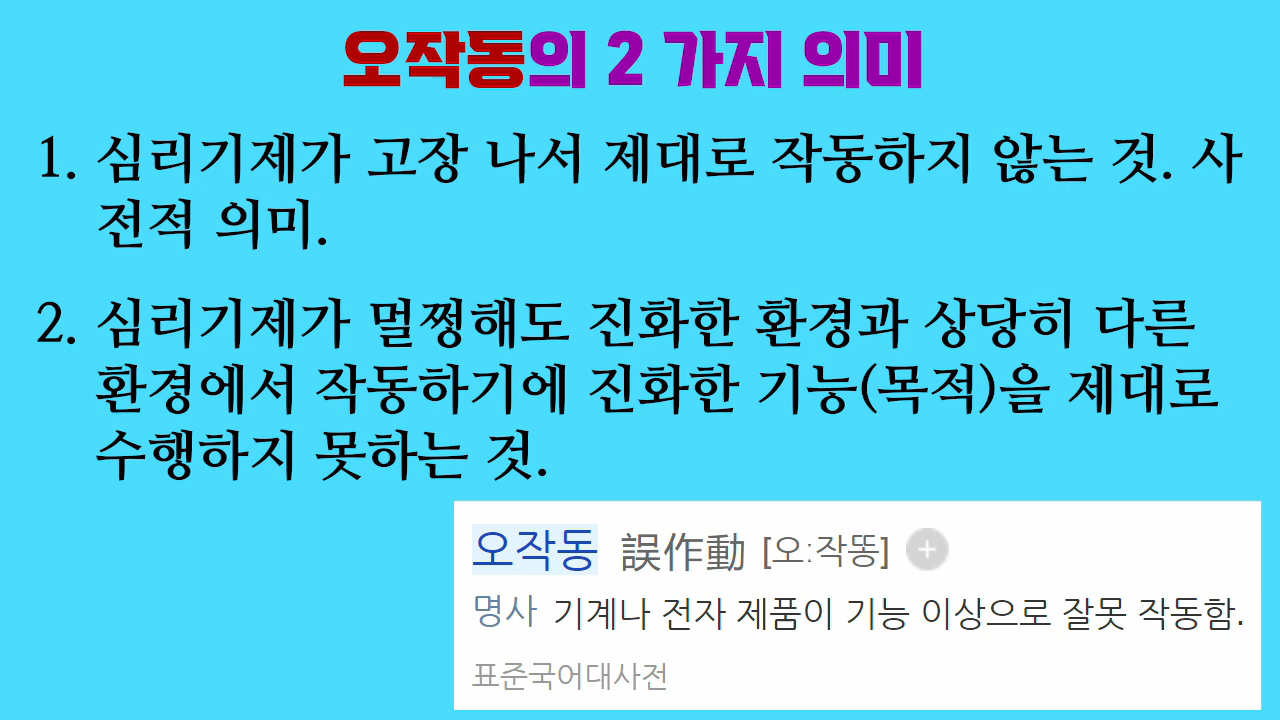 오작동의 2 가지 의미
1. 심리기제가 고장 나서 제대로 작동하지 않는 것. 사
전적 의미.
2. 심리기제가 멀쩡해도 진화한 환경과 상당히 다른
환경에서 작동하기에 진화한 기능(목적)을 제대로
수행하지 못하는 것.
오작동 誤作動 [오ː작똥] +
명사 기계나 전자 제품이 기능 이상으로 잘못 작동함.
표준국어대사전